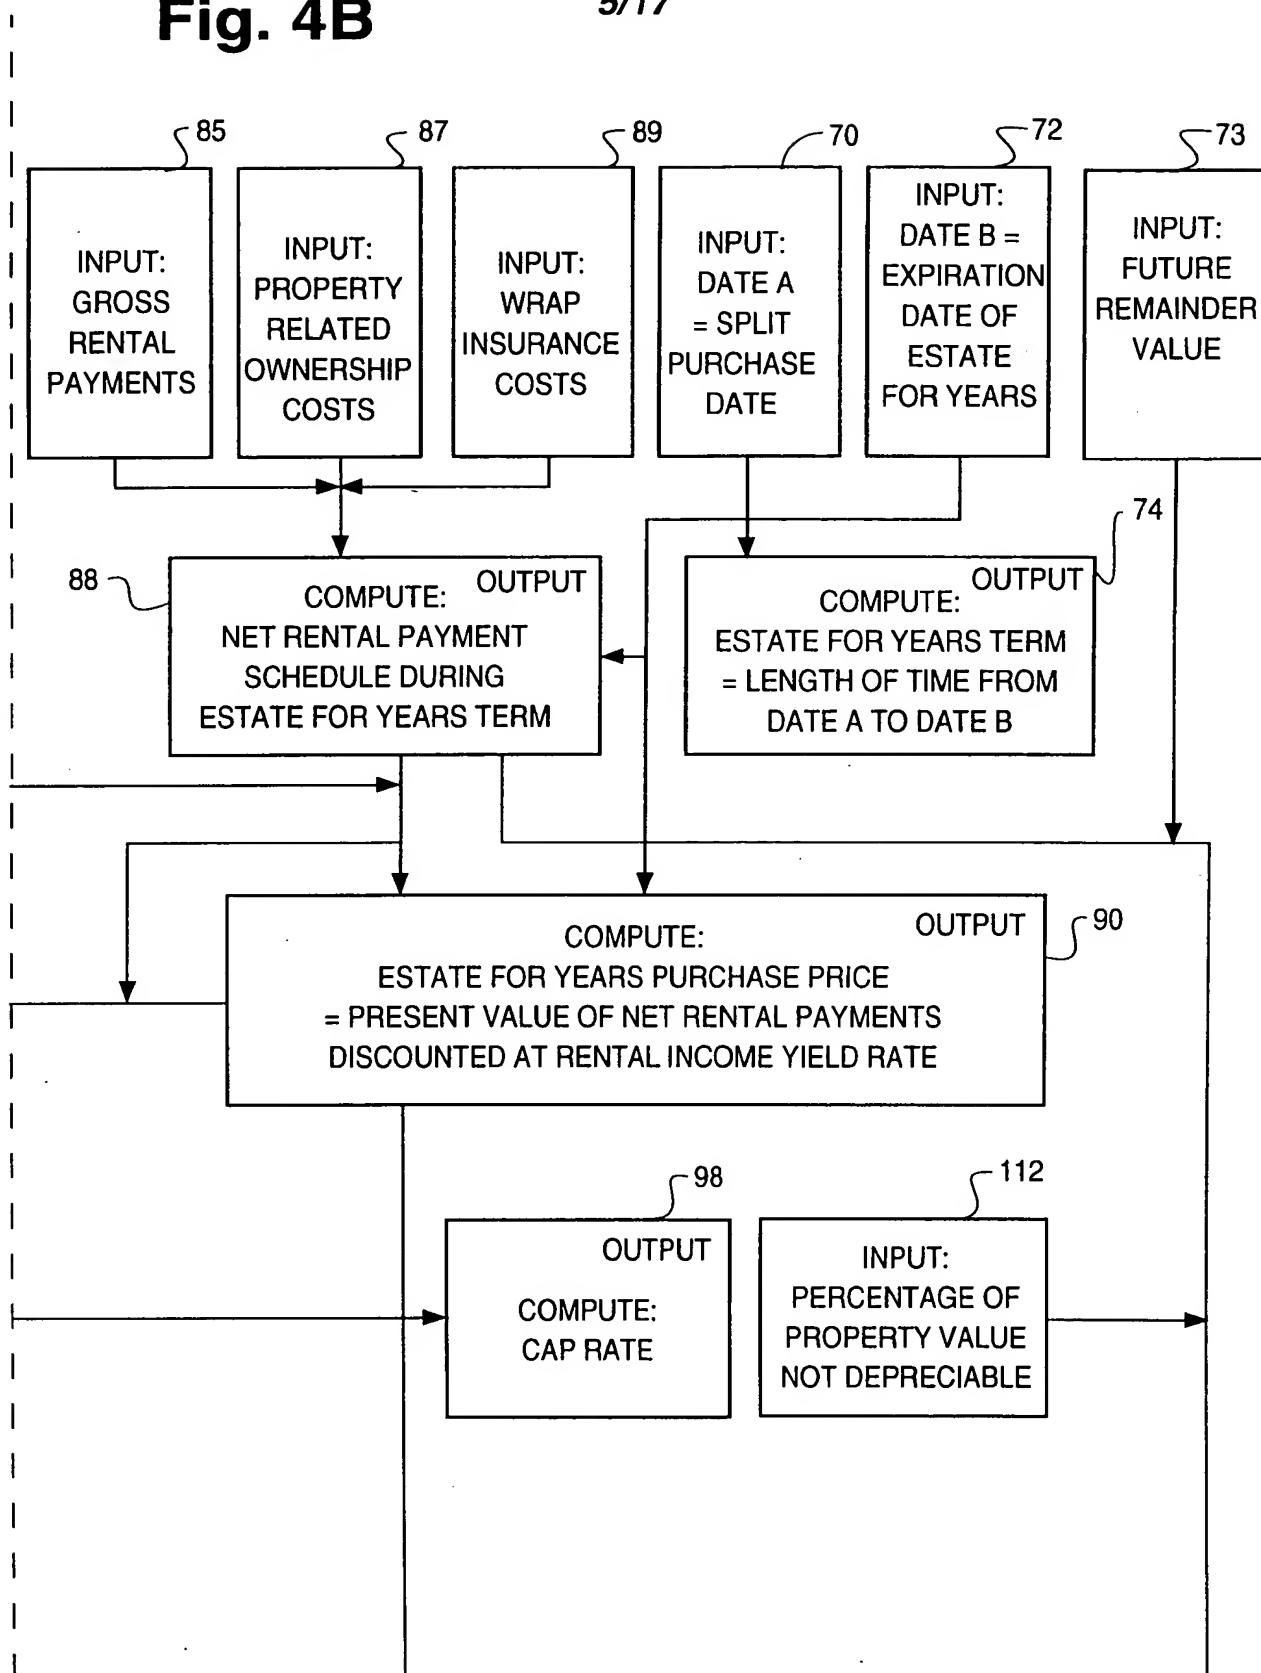 Fig. 4B
5/17
85
87
89
70
72
73
INPUT:
GROSS
RENTAL
PAYMENTS
INPUT:
PROPERTY
RELATED
OWNERSHIP
COSTS
INPUT:
WRAP
INSURANCE
COSTS
INPUT:
DATE A
= SPLIT
PURCHASE
DATE
INPUT:
DATE B =
EXPIRATION
DATE OF
ESTATE
FOR YEARS
INPUT:
FUTURE
REMAINDER
VALUE
88
OUTPUT
COMPUTE:
NET RENTAL PAYMENT
SCHEDULE DURING
ESTATE FOR YEARS TERM
74
OUTPUT
COMPUTE:
ESTATE FOR YEARS TERM
= LENGTH OF TIME FROM
DATE A TO DATE B
90
OUTPUT
COMPUTE:
ESTATE FOR YEARS PURCHASE PRICE
= PRESENT VALUE OF NET RENTAL PAYMENTS
DISCOUNTED AT RENTAL INCOME YIELD RATE
98
OUTPUT
COMPUTE:
CAP RATE
112
INPUT:
PERCENTAGE OF
PROPERTY VALUE
NOT DEPRECIABLE